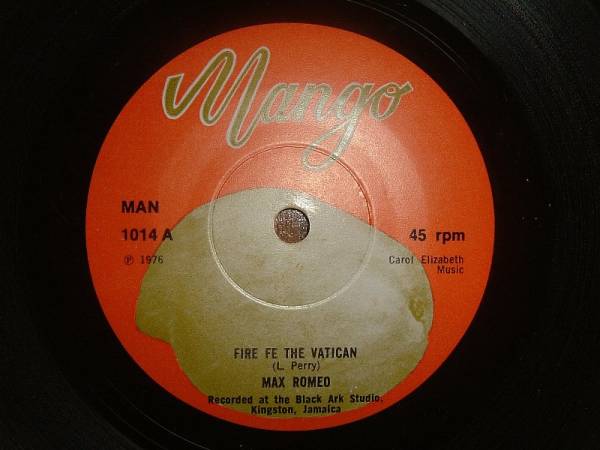 Mango
MAN
1014 A
℗ 1976
45 rpm
Carol Elizabeth
Music
FIRE FE THE VATICAN
(L. Perry)
MAX ROMEO
Recorded at the Black Ark Studio.
Kingston, Jamaica